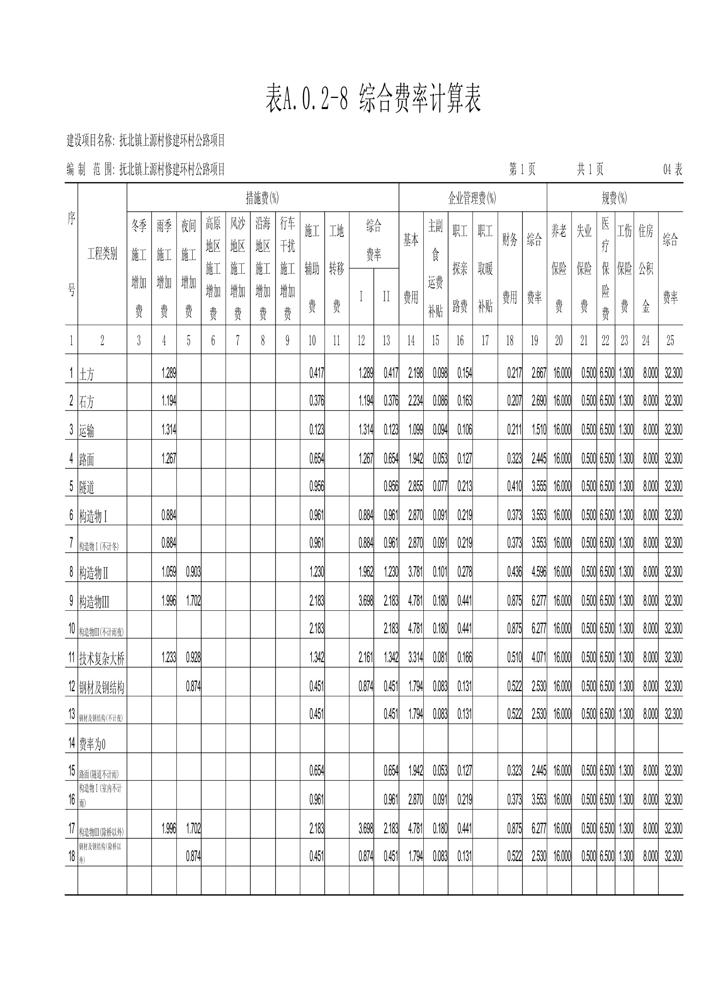 表A.0.2-8 综合费率计算表
建设项目名称: 抚北镇上源村修建环村公路项目
编 制 范 围: 抚北镇上源村修建环村公路项目 第 1 页 共 1 页 04 表
序号 工程类别 措施费(%) 企业管理费(%) 规费(%)
冬季施工增加费 雨季施工增加费 夜间施工增加费 高原地区施工增加费 风沙地区施工增加费 沿海地区施工增加费 行车干扰施工增加费 施工辅助费 工地转移费 综合费率 基本费用 主副食运费补贴 职工探亲路费 职工取暖补贴 财务费用 综合费率 养老保险费 失业保险费 医疗保险费 工伤保险费 住房公积金 综合费率
I II
1 2 3 4 5 6 7 8 9 10 11 12 13 14 15 16 17 18 19 20 21 22 23 24 25
1 土方 1.289 0.417 1.289 0.417 2.198 0.098 0.154 0.217 2.667 16.000 0.500 6.500 1.300 8.000 32.300
2 石方 1.194 0.376 1.194 0.376 2.234 0.086 0.163 0.207 2.690 16.000 0.500 6.500 1.300 8.000 32.300
3 运输 1.314 0.123 1.314 0.123 1.099 0.094 0.106 0.211 1.510 16.000 0.500 6.500 1.300 8.000 32.300
4 路面 1.267 0.654 1.267 0.654 1.942 0.053 0.127 0.323 2.445 16.000 0.500 6.500 1.300 8.000 32.300
5 隧道 0.956 0.956 2.855 0.077 0.213 0.410 3.555 16.000 0.500 6.500 1.300 8.000 32.300
6 构造物Ⅰ 0.884 0.961 0.884 0.961 2.870 0.091 0.219 0.373 3.553 16.000 0.500 6.500 1.300 8.000 32.300
7 构造物Ⅰ(不计冬) 0.884 0.961 0.884 0.961 2.870 0.091 0.219 0.373 3.553 16.000 0.500 6.500 1.300 8.000 32.300
8 构造物Ⅱ 1.059 0.903 1.230 1.962 1.230 3.781 0.101 0.278 0.436 4.596 16.000 0.500 6.500 1.300 8.000 32.300
9 构造物Ⅲ 1.996 1.702 2.183 3.698 2.183 4.781 0.180 0.441 0.875 6.277 16.000 0.500 6.500 1.300 8.000 32.300
10 构造物Ⅲ(不计雨夜) 2.183 2.183 4.781 0.180 0.441 0.875 6.277 16.000 0.500 6.500 1.300 8.000 32.300
11 技术复杂大桥 1.233 0.928 1.342 2.161 1.342 3.314 0.081 0.166 0.510 4.071 16.000 0.500 6.500 1.300 8.000 32.300
12 钢材及钢结构 0.874 0.451 0.874 0.451 1.794 0.083 0.131 0.522 2.530 16.000 0.500 6.500 1.300 8.000 32.300
13 钢材及钢结构(不计夜) 0.451 0.451 1.794 0.083 0.131 0.522 2.530 16.000 0.500 6.500 1.300 8.000 32.300
14 费率为0
15 路面(隧道不计雨) 0.654 0.654 1.942 0.053 0.127 0.323 2.445 16.000 0.500 6.500 1.300 8.000 32.300
16 构造物Ⅰ(室内不计雨) 0.961 0.961 2.870 0.091 0.219 0.373 3.553 16.000 0.500 6.500 1.300 8.000 32.300
17 构造物Ⅲ(除桥以外) 1.996 1.702 2.183 3.698 2.183 4.781 0.180 0.441 0.875 6.277 16.000 0.500 6.500 1.300 8.000 32.300
18 钢材及钢结构(除桥以外) 0.874 0.451 0.874 0.451 1.794 0.083 0.131 0.522 2.530 16.000 0.500 6.500 1.300 8.000 32.300